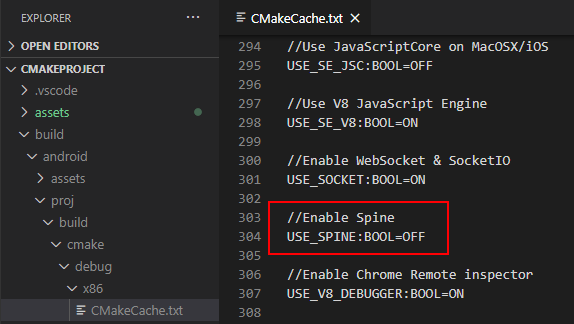 EXPLORER
OPEN EDITORS
CMAKEPROJECT
.vscode
assets
build
android
assets
proj
build
cmake
debug
x86
CMakeCache.txt
CMakeCache.txt
294 //Use JavaScriptCore on MacOSX/iOS
295 USE_SE_JSC:BOOL=OFF
296
297 //Use V8 JavaScript Engine
298 USE_SE_V8:BOOL=ON
299
300 //Enable WebSocket & SocketIO
301 USE_SOCKET:BOOL=ON
302
303 //Enable Spine
304 USE_SPINE:BOOL=OFF
305
306 //Enable Chrome Remote inspector
307 USE_V8_DEBUGGER:BOOL=ON
308